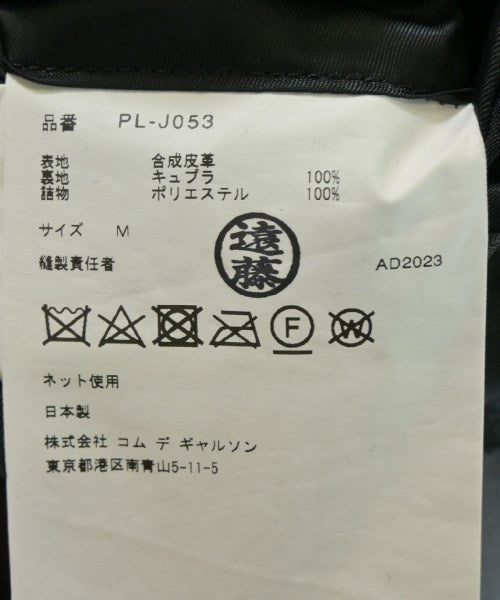 品番 PL-J053
表地 合成皮革
裏地 キュプラ 100%
詰物 ポリエステル 100%
サイズ M
遠藤
縫製責任者 AD2023
F W
ネット使用
日本製
株式会社 コム デ ギャルソン
東京都港区南青山5-11-5